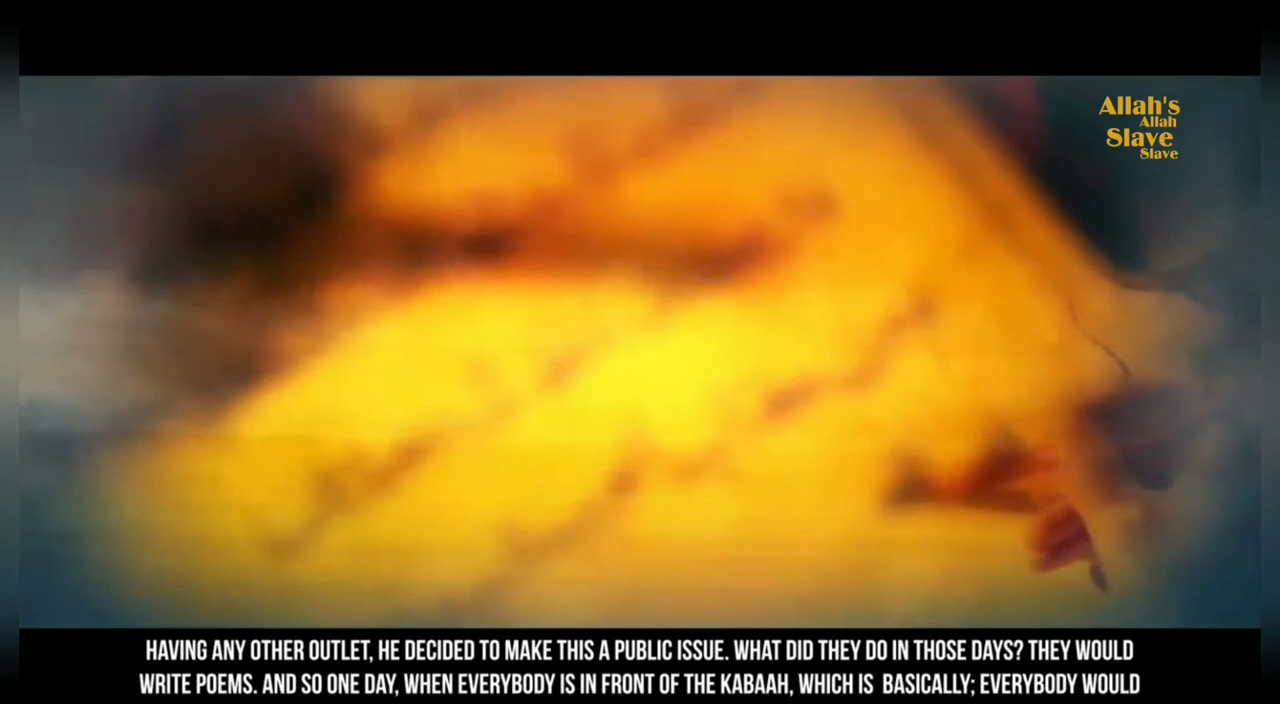 Allah's
Allah
Slave
Slave
HAVING ANY OTHER OUTLET, HE DECIDED TO MAKE THIS A PUBLIC ISSUE. WHAT DID THEY DO IN THOSE DAYS? THEY WOULD
WRITE POEMS. AND SO ONE DAY, WHEN EVERYBODY IS IN FRONT OF THE KABAAH, WHICH IS BASICALLY; EVERYBODY WOULD